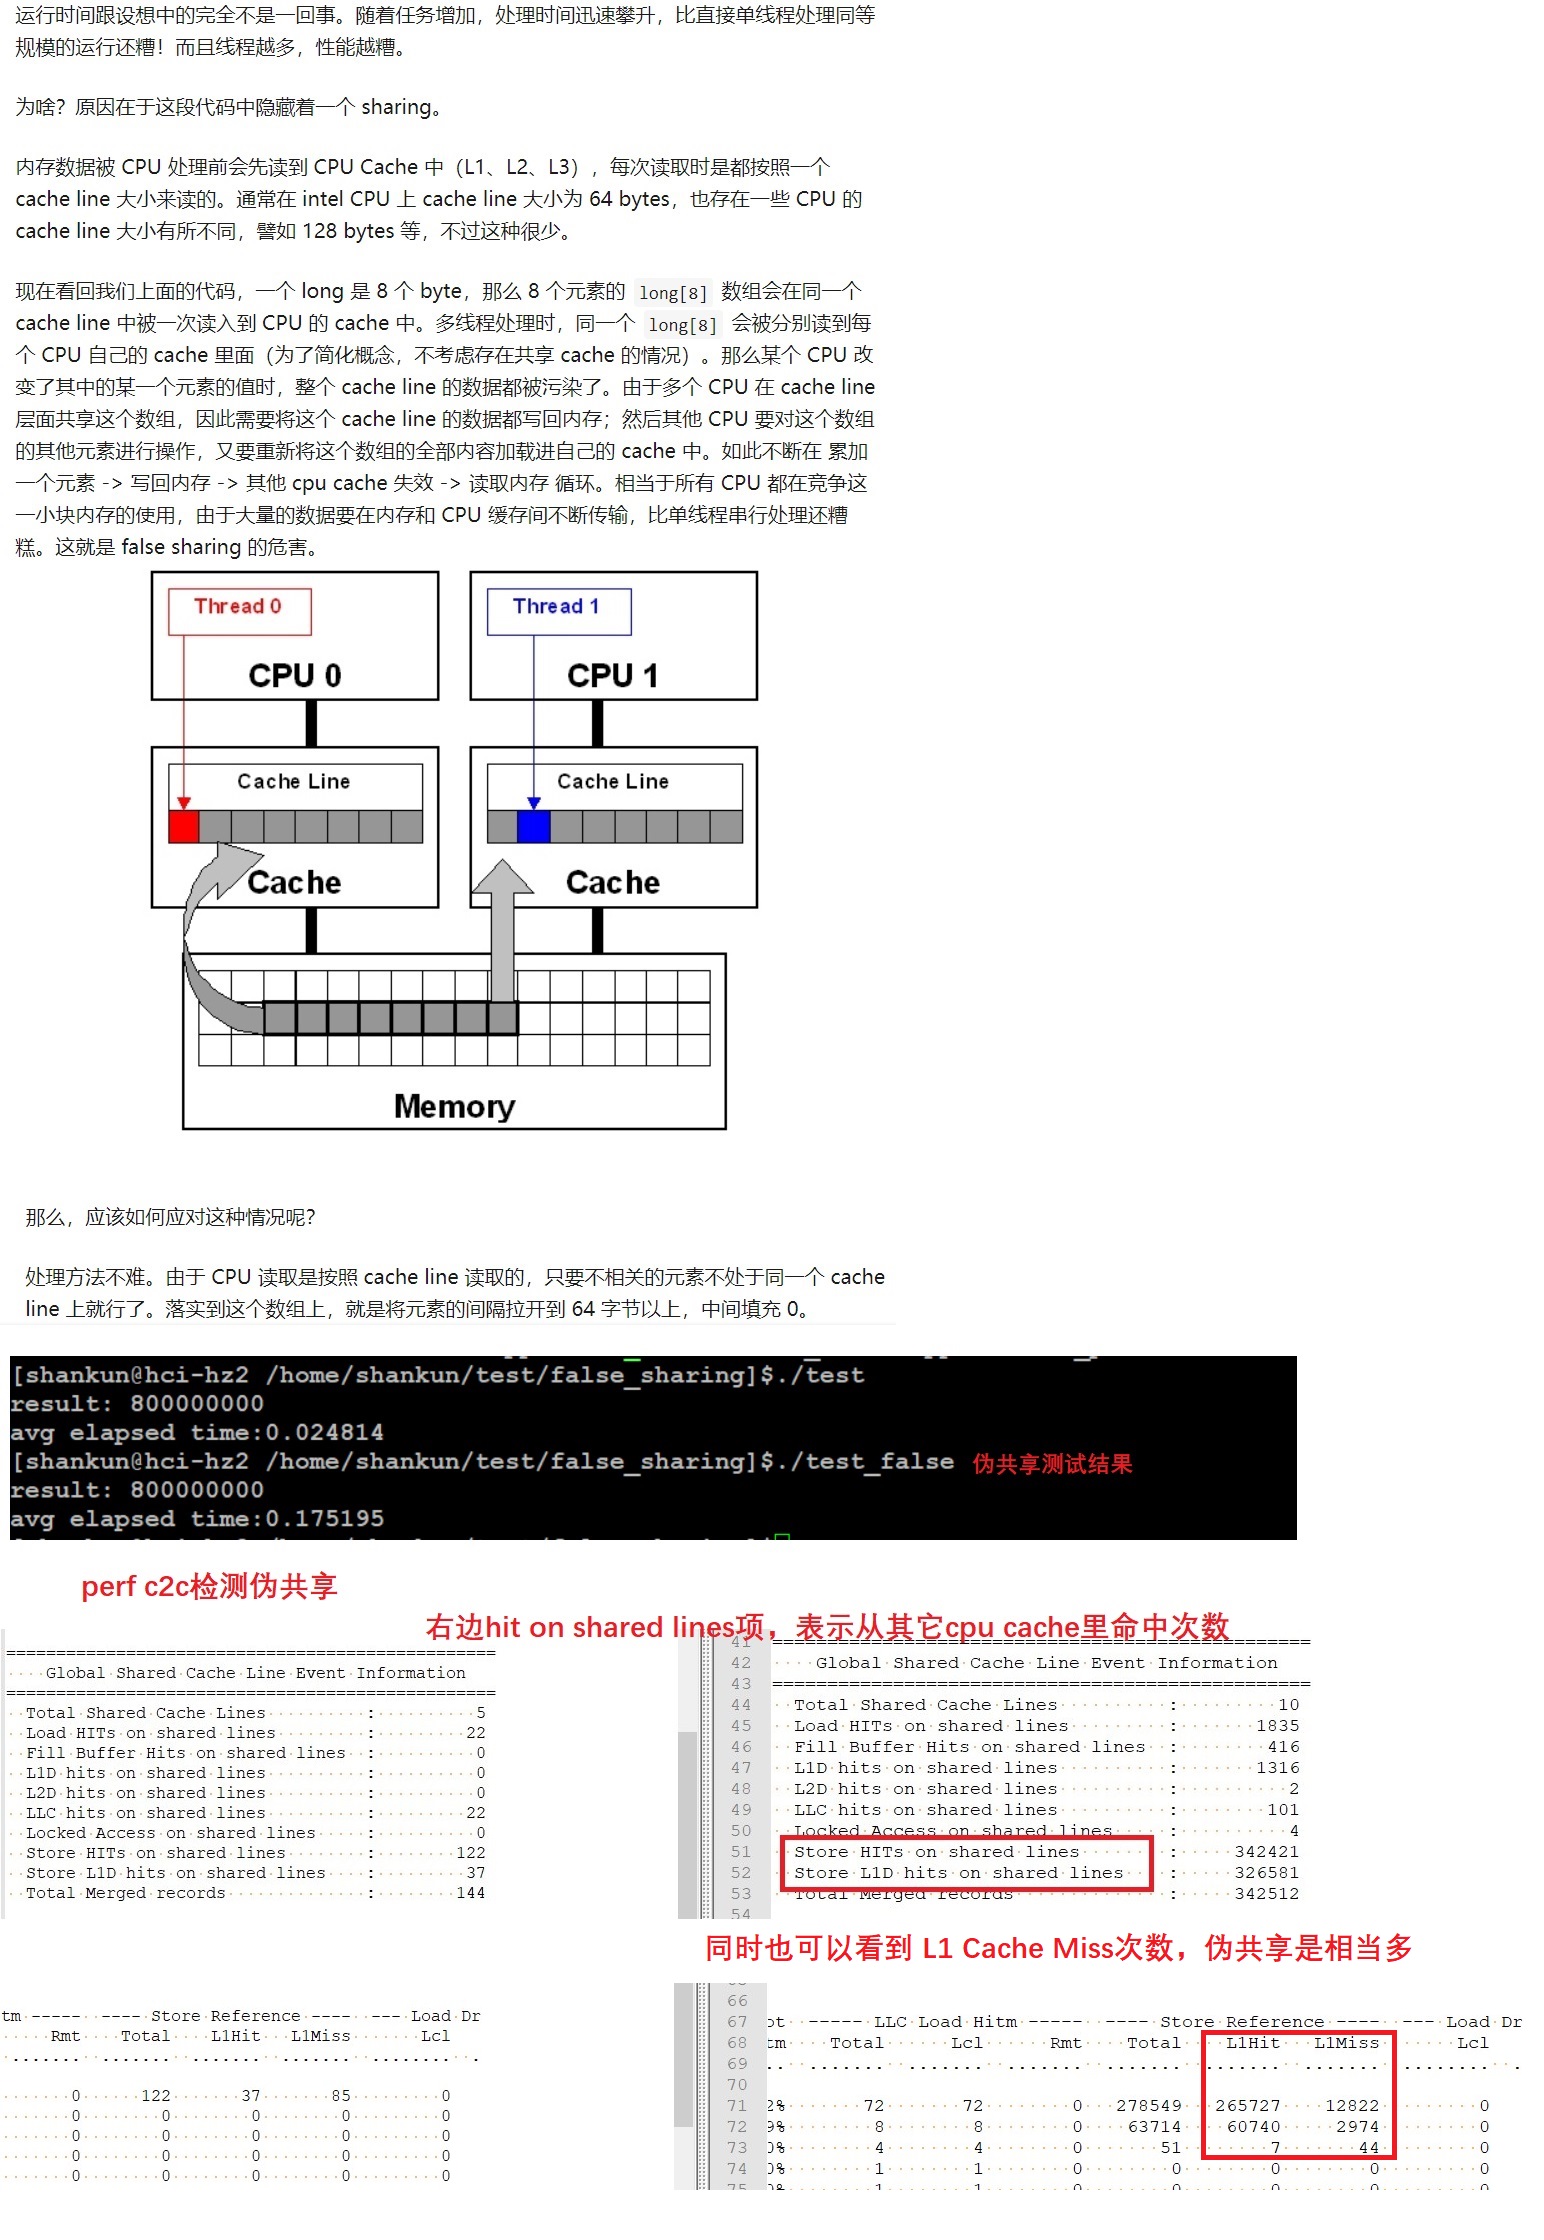 运行时间跟设想中的完全不是一回事。随着任务增加，处理时间迅速攀升，比直接单线程处理同等
规模的运行还糟！而且线程越多，性能越糟。
为啥？原因在于这段代码中隐藏着一个 sharing。
内存数据被 CPU 处理前会先读到 CPU Cache 中（L1、L2、L3），每次读取时是都按照一个
cache line 大小来读的。通常在 intel CPU 上 cache line 大小为 64 bytes，也存在一些 CPU 的
cache line 大小有所不同，譬如 128 bytes 等，不过这种很少。
现在看回我们上面的代码，一个 long 是 8 个 byte，那么 8 个元素的 long[8] 数组会在同一个
cache line 中被一次读入到 CPU 的 cache 中。多线程处理时，同一个 long[8] 会被分别读到每
个 CPU 自己的 cache 里面（为了简化概念，不考虑存在共享 cache 的情况）。那么某个 CPU 改
变了其中的某一个元素的值时，整个 cache line 的数据都被污染了。由于多个 CPU 在 cache line
层面共享这个数组，因此需要将这个 cache line 的数据都写回内存；然后其他 CPU 要对这个数组
的其他元素进行操作，又要重新将这个数组的全部内容加载进自己的 cache 中。如此不断在 累加
一个元素 -> 写回内存 -> 其他 cpu cache 失效 -> 读取内存 循环。相当于所有 CPU 都在竞争这
一小块内存的使用，由于大量的数据要在内存和 CPU 缓存间不断传输，比单线程串行处理还糟
糕。这就是 false sharing 的危害。
Thread 0
Thread 1
CPU 0
CPU 1
Cache Line
Cache Line
Cache
Cache
Memory
那么，应该如何应对这种情况呢？
处理方法不难。由于 CPU 读取是按照 cache line 读取的，只要不相关的元素不处于同一个 cache
line 上就行了。落实到这个数组上，就是将元素的间隔拉开到 64 字节以上，中间填充 0。
[shankun@hci-hz2 /home/shankun/test/false_sharing]$./test
result: 800000000
avg elapsed time:0.024814
[shankun@hci-hz2 /home/shankun/test/false_sharing]$./test_false 伪共享测试结果
result: 800000000
avg elapsed time:0.175195
perf c2c检测伪共享
右边hit on shared lines项，表示从其它cpu cache里命中次数
=================================================
Global Shared Cache Line Event Information
=================================================
Total Shared Cache Lines : 5
Load HITs on shared lines : 22
Fill Buffer Hits on shared lines : 0
L1D hits on shared lines : 0
L2D hits on shared lines : 0
LLC hits on shared lines : 22
Locked Access on shared lines : 0
Store HITs on shared lines : 122
Store L1D hits on shared lines : 37
Total Merged records : 144
41 =================================================
42 Global Shared Cache Line Event Information
43 =================================================
44 Total Shared Cache Lines : 10
45 Load HITs on shared lines : 1835
46 Fill Buffer Hits on shared lines : 416
47 L1D hits on shared lines : 1316
48 L2D hits on shared lines : 2
49 LLC hits on shared lines : 101
50 Locked Access on shared lines : 4
51 Store HITs on shared lines : 342421
52 Store L1D hits on shared lines : 326581
53 Total Merged records : 342512
54
同时也可以看到 L1 Cache Miss次数，伪共享是相当多
tm ----- ---- Store Reference ---- --- Load Dr
Rmt Total L1Hit L1Miss Lcl
....... ....... ....... ....... ........ .
0 122 37 85 0
0 0 0 0 0
0 0 0 0 0
0 0 0 0 0
0 0 0 0 0
66
67 ot ----- LLC Load Hitm ----- ---- Store Reference ---- --- Load Dr
68 tm Total Lcl Rmt Total L1Hit L1Miss Lcl
69 ....... ....... ....... ....... ....... ....... ........ .
70
71 2% 72 72 0 278549 265727 12822 0
72 9% 8 8 0 63714 60740 2974 0
73 0% 4 4 0 51 7 44 0
74 0% 1 1 0 0 0 0 0
75 0% 1 1 0 0 0 0 0